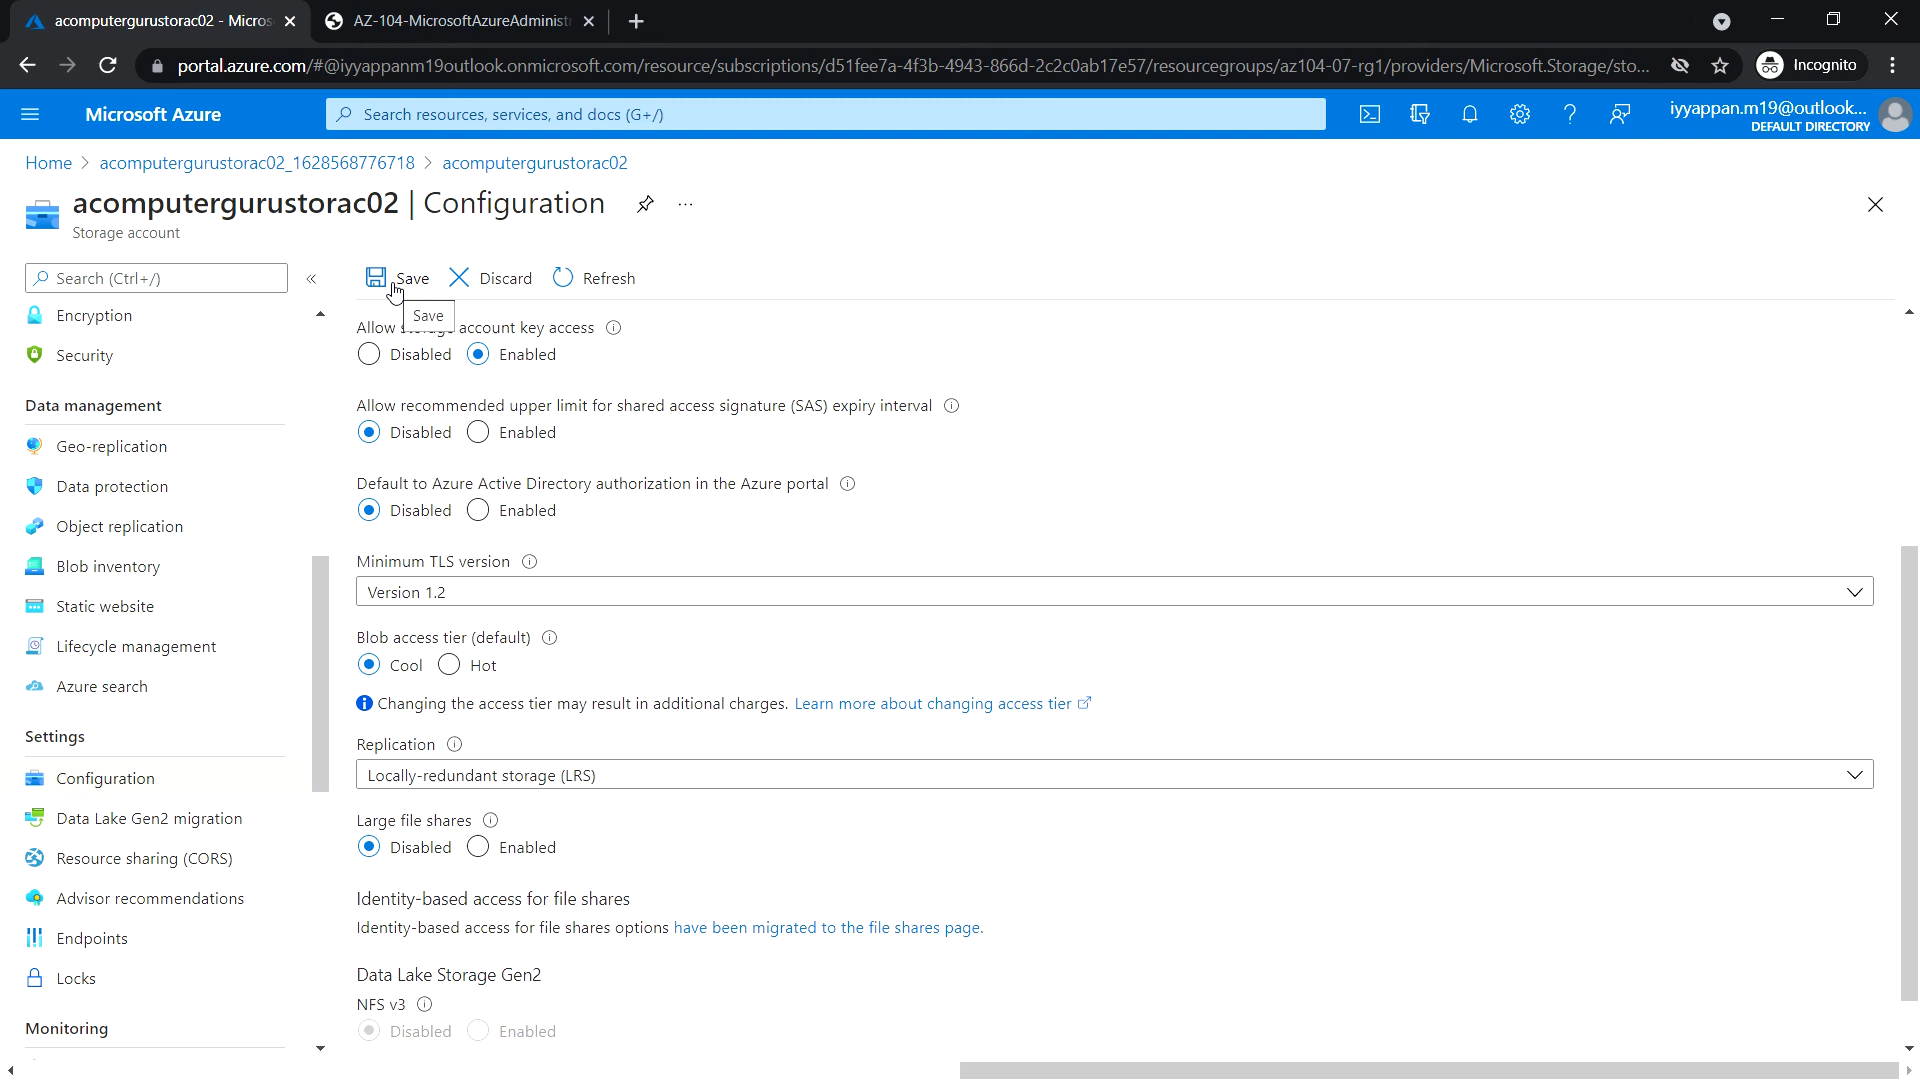 acomputergurustorac02 - Micros
AZ-104-MicrosoftAzureAdminist
portal.azure.com/#@iyyappanm19outlook.onmicrosoft.com/resource/subscriptions/d51fee7a-4f3b-4943-866d-2c2c0ab17e57/resourcegroups/az104-07-rg1/providers/Microsoft.Storage/sto...
Incognito
Microsoft Azure
Search resources, services, and docs (G+/)
iyyappan.m19@outlook...
DEFAULT DIRECTORY
Home > acomputergurustorac02_1628568776718 > acomputergurustorac02
acomputergurustorac02 | Configuration
Storage account
Search (Ctrl+/)
Encryption
Security
Data management
Geo-replication
Data protection
Object replication
Blob inventory
Static website
Lifecycle management
Azure search
Settings
Configuration
Data Lake Gen2 migration
Resource sharing (CORS)
Advisor recommendations
Endpoints
Locks
Monitoring
Save Discard Refresh
Save
Allow account key access
Disabled Enabled
Allow recommended upper limit for shared access signature (SAS) expiry interval
Disabled Enabled
Default to Azure Active Directory authorization in the Azure portal
Disabled Enabled
Minimum TLS version
Version 1.2
Blob access tier (default)
Cool Hot
Changing the access tier may result in additional charges. Learn more about changing access tier
Replication
Locally-redundant storage (LRS)
Large file shares
Disabled Enabled
Identity-based access for file shares
Identity-based access for file shares options have been migrated to the file shares page.
Data Lake Storage Gen2
NFS v3
Disabled Enabled